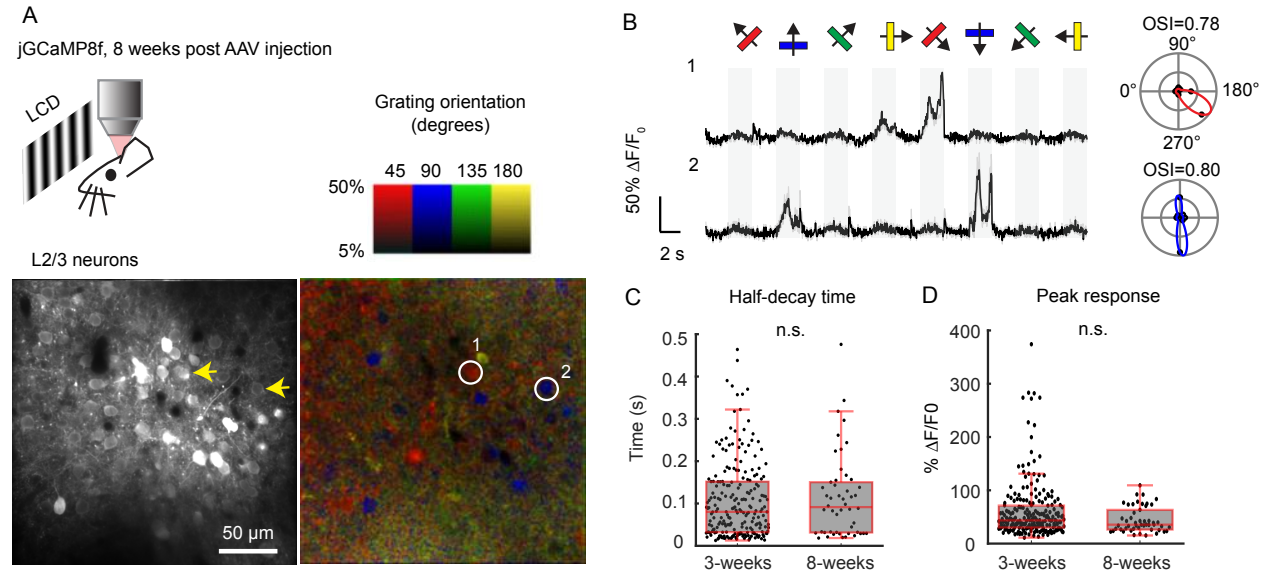 A
jGCaMP8f, 8 weeks post AAV injection
LCD
Grating orientation
(degrees)
45 90 135 180
50%
5%
L2/3 neurons
1
2
50 µm
B
1
2
50% ΔF/F0
2 s
OSI=0.78
90°
0°
180°
270°
OSI=0.80
C
Half-decay time
n.s.
Time (s)
0.5
0.4
0.3
0.2
0.1
0
3-weeks
8-weeks
D
Peak response
n.s.
% ΔF/F0
400
300
200
100
0
3-weeks
8-weeks